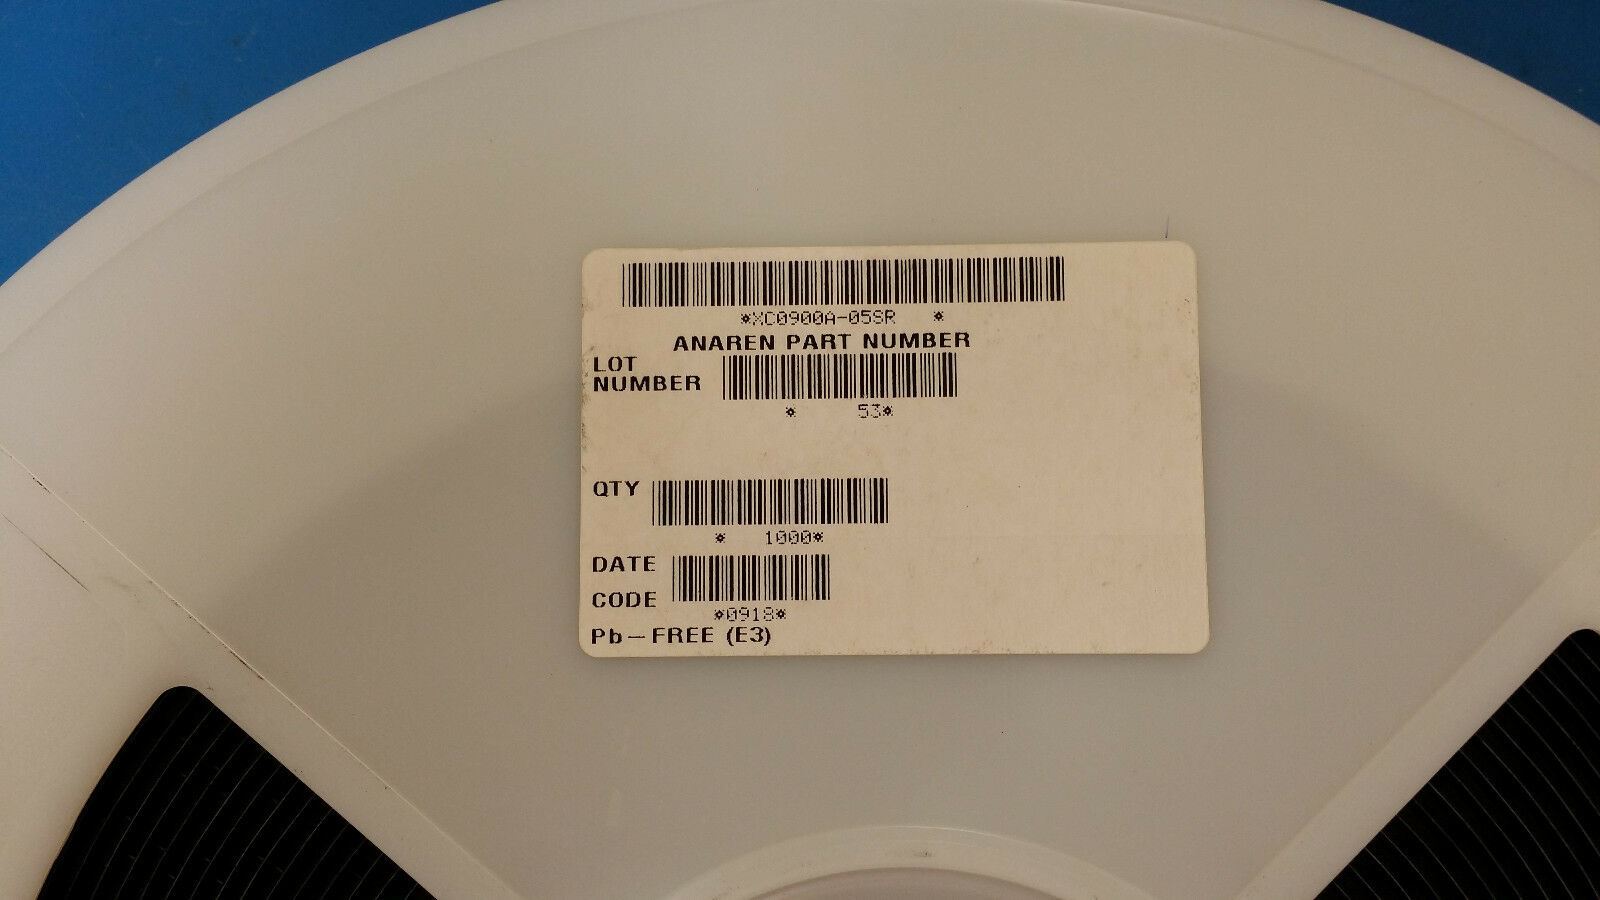 *XC0900A-05SR *
ANAREN PART NUMBER
LOT
NUMBER
* 53*
QTY
* 1000*
DATE
CODE
*0918*
Pb-FREE (E3)